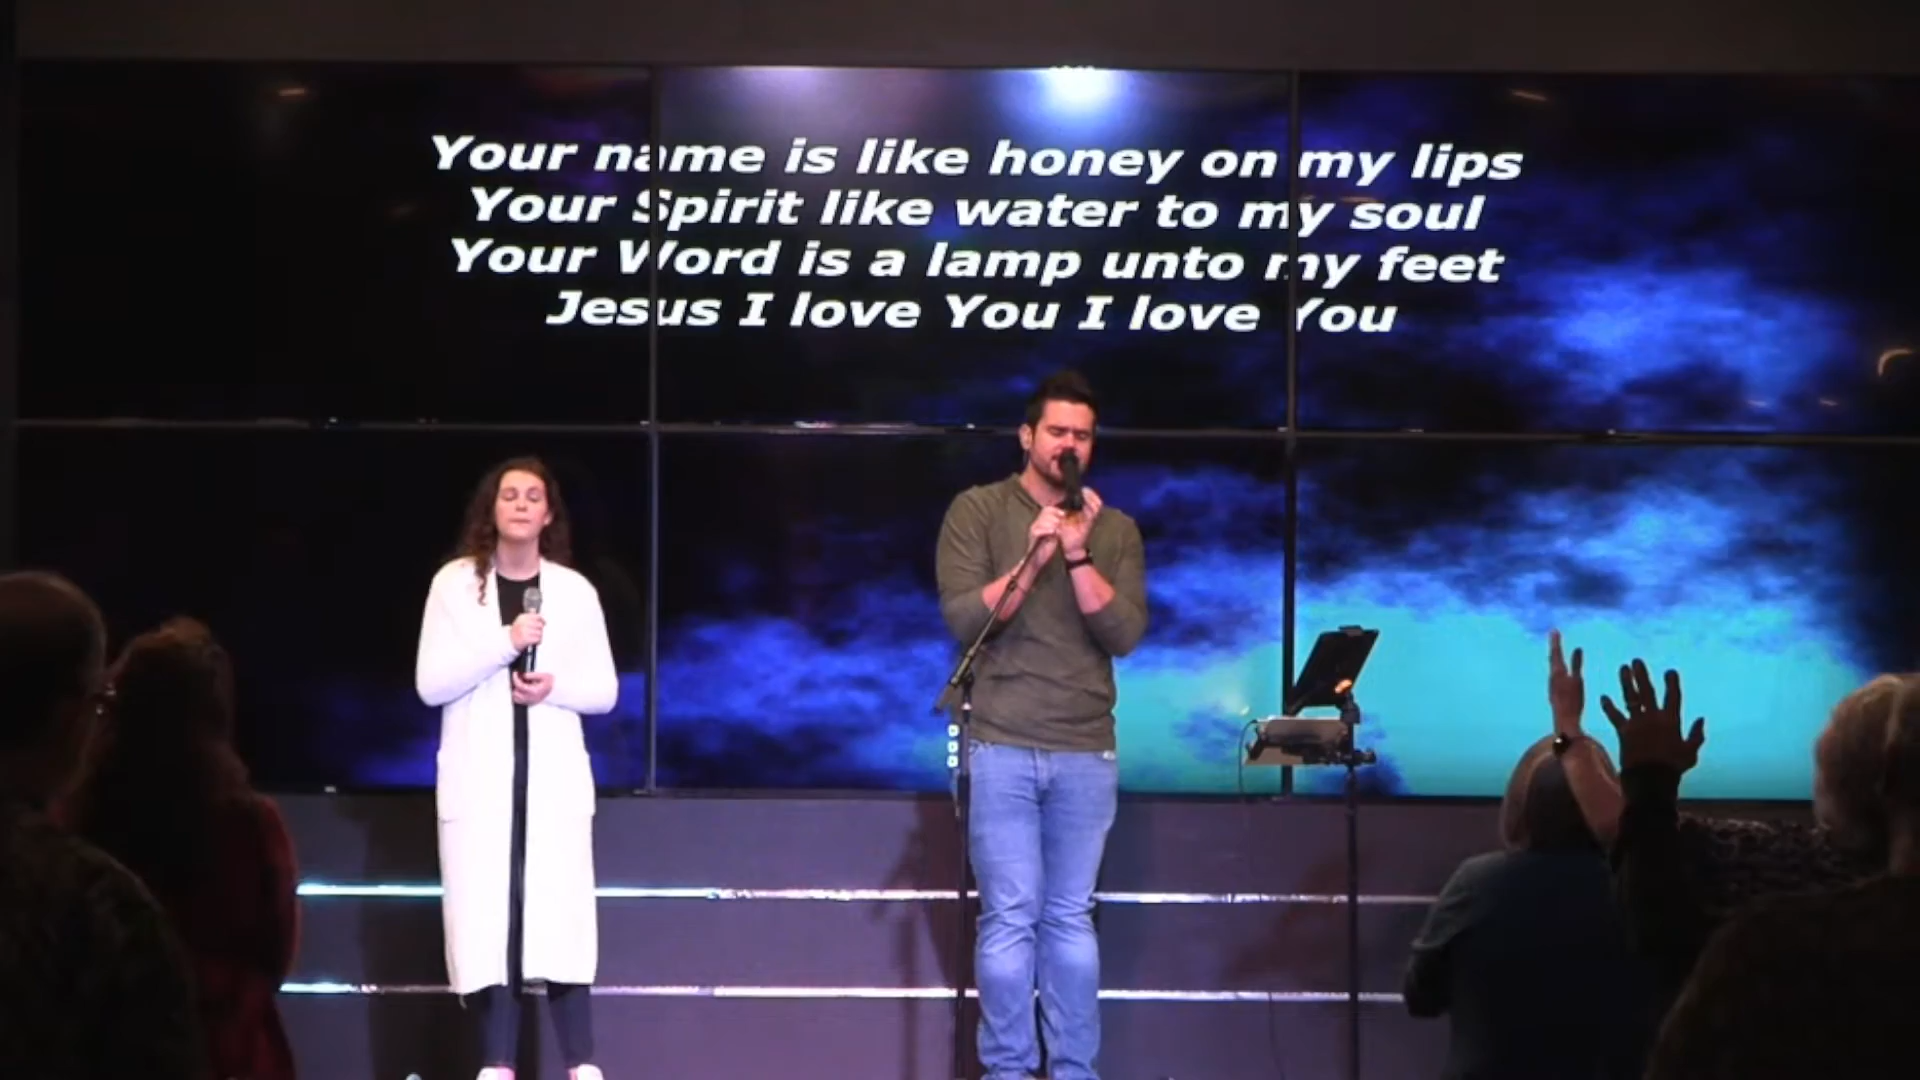 Your name is like honey on my lips
Your Spirit like water to my soul
Your Word is a lamp unto my feet
Jesus I love You I love You